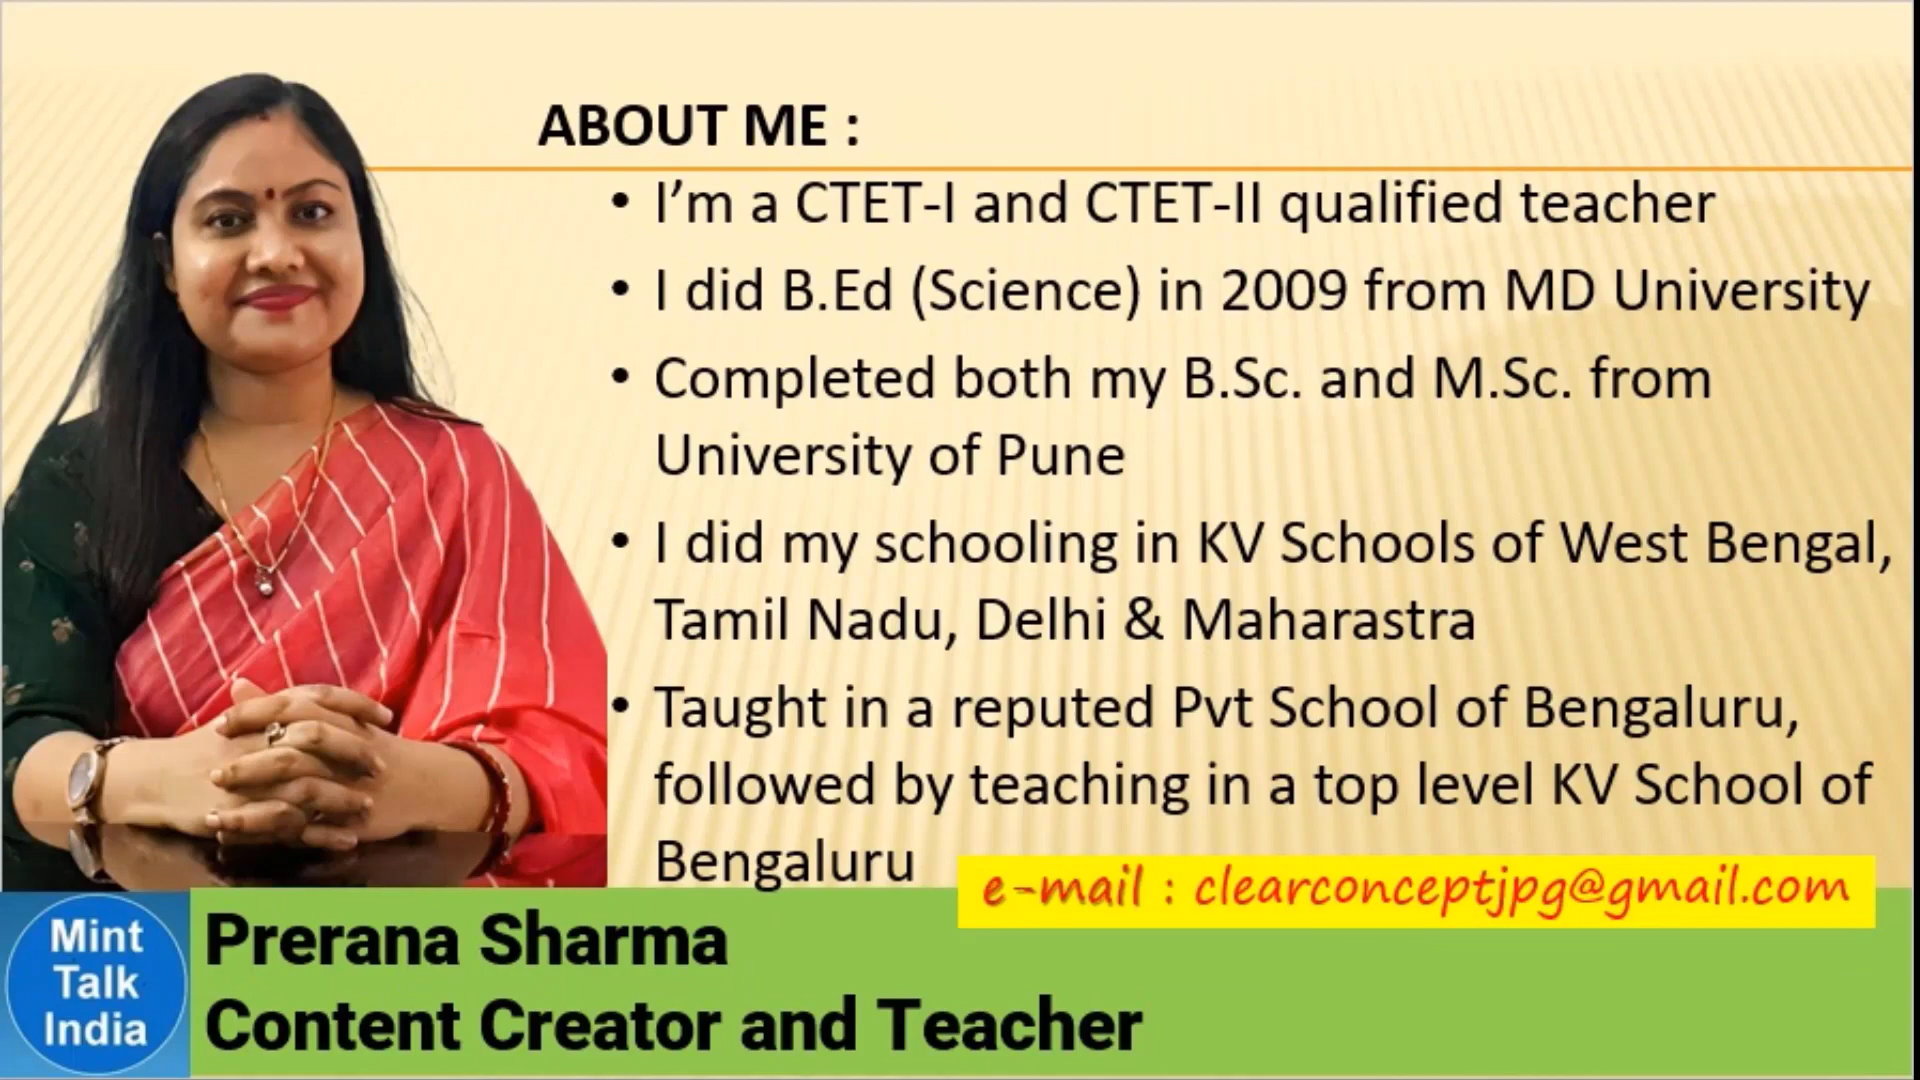 ABOUT ME :
• I’m a CTET-I and CTET-II qualified teacher
• I did B.Ed (Science) in 2009 from MD University
• Completed both my B.Sc. and M.Sc. from
University of Pune
• I did my schooling in KV Schools of West Bengal,
Tamil Nadu, Delhi & Maharastra
• Taught in a reputed Pvt School of Bengaluru,
followed by teaching in a top level KV School of
Bengaluru
e-mail : clearconceptjpg@gmail.com
Mint
Talk
India
Prerana Sharma
Content Creator and Teacher